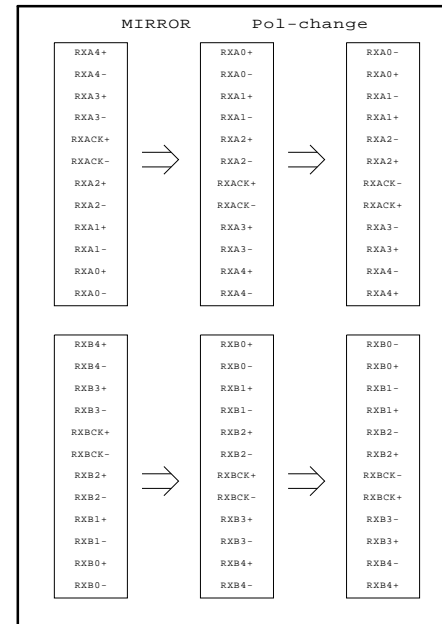 MIRROR Pol-change
RXA4+ RXA0+ RXA0-
RXA4- RXA0- RXA0+
RXA3+ RXA1+ RXA1-
RXA3- RXA1- RXA1+
RXACK+ RXA2+ RXA2-
RXACK- RXA2- RXA2+
RXA2+ RXACK+ RXACK-
RXA2- RXACK- RXACK+
RXA1+ RXA3+ RXA3-
RXA1- RXA3- RXA3+
RXA0+ RXA4+ RXA4-
RXA0- RXA4- RXA4+
RXB4+ RXB0+ RXB0-
RXB4- RXB0- RXB0+
RXB3+ RXB1+ RXB1-
RXB3- RXB1- RXB1+
RXBCK+ RXB2+ RXB2-
RXBCK- RXB2- RXB2+
RXB2+ RXBCK+ RXBCK-
RXB2- RXBCK- RXBCK+
RXB1+ RXB3+ RXB3-
RXB1- RXB3- RXB3+
RXB0+ RXB4+ RXB4-
RXB0- RXB4- RXB4+